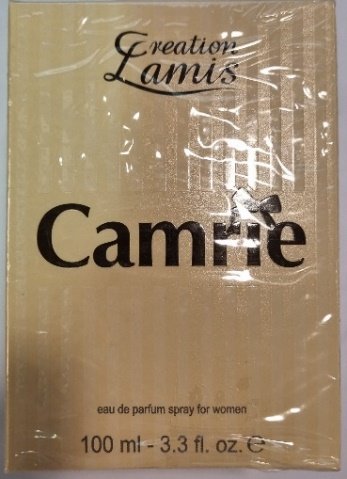 Creation
Lamis
Camrie
eau de parfum spray for women
100 ml - 3.3 fl. oz. ℮